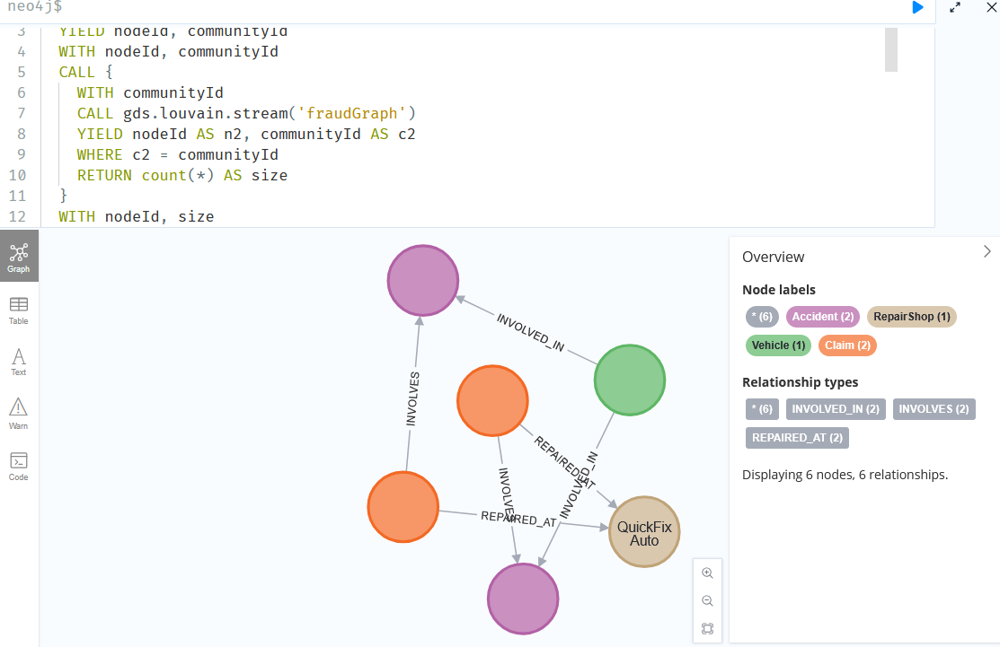 neo4j$
3 YIELD nodeId, communityId
4 WITH nodeId, communityId
5 CALL {
6 WITH communityId
7 CALL gds.louvain.stream('fraudGraph')
8 YIELD nodeId AS n2, communityId AS c2
9 WHERE c2 = communityId
10 RETURN count(*) AS size
11 }
12 WITH nodeId, size
Graph
Table
Text
Warn
Code
INVOLVED_IN
INVOLVES
REPAIRED_AT
INVOLVED_IN
INVOLVES
REPAIRED_AT
QuickFix
Auto
Overview
Node labels
* (6) Accident (2) RepairShop (1)
Vehicle (1) Claim (2)
Relationship types
* (6) INVOLVED_IN (2) INVOLVES (2)
REPAIRED_AT (2)
Displaying 6 nodes, 6 relationships.